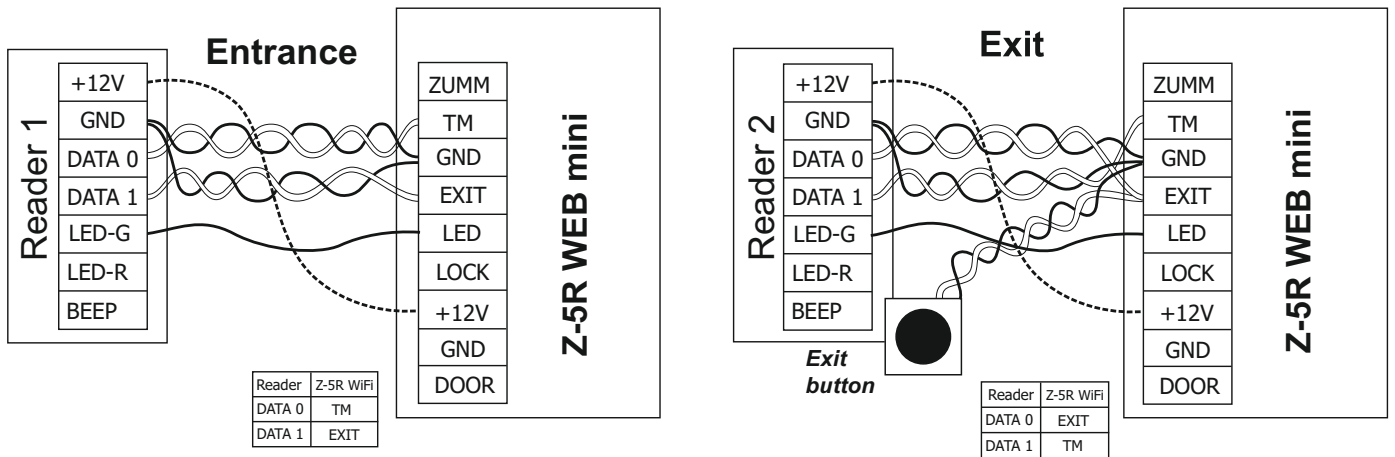 Entrance
Reader 1
+12V
GND
DATA 0
DATA 1
LED-G
LED-R
BEEP
ZUMM
TM
GND
EXIT
LED
LOCK
+12V
GND
DOOR
Z-5R WEB mini
Reader Z-5R WiFi
DATA 0 TM
DATA 1 EXIT
Exit
Reader 2
+12V
GND
DATA 0
DATA 1
LED-G
LED-R
BEEP
Exit
button
ZUMM
TM
GND
EXIT
LED
LOCK
+12V
GND
DOOR
Z-5R WEB mini
Reader Z-5R WiFi
DATA 0 EXIT
DATA 1 TM